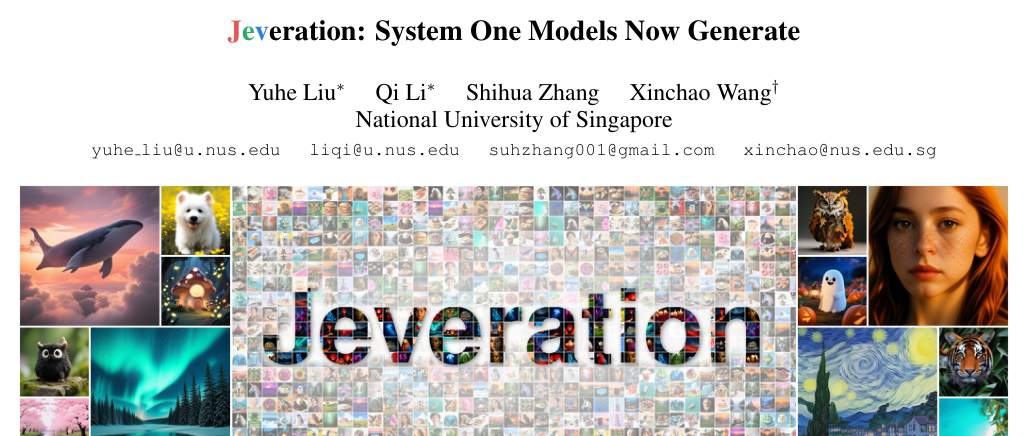 Jeveration: System One Models Now Generate
Yuhe Liu* Qi Li* Shihua Zhang Xinchao Wang†
National University of Singapore
yuhe_liu@u.nus.edu liqi@u.nus.edu suhzhang001@gmail.com xinchao@nus.edu.sg
Jeveration